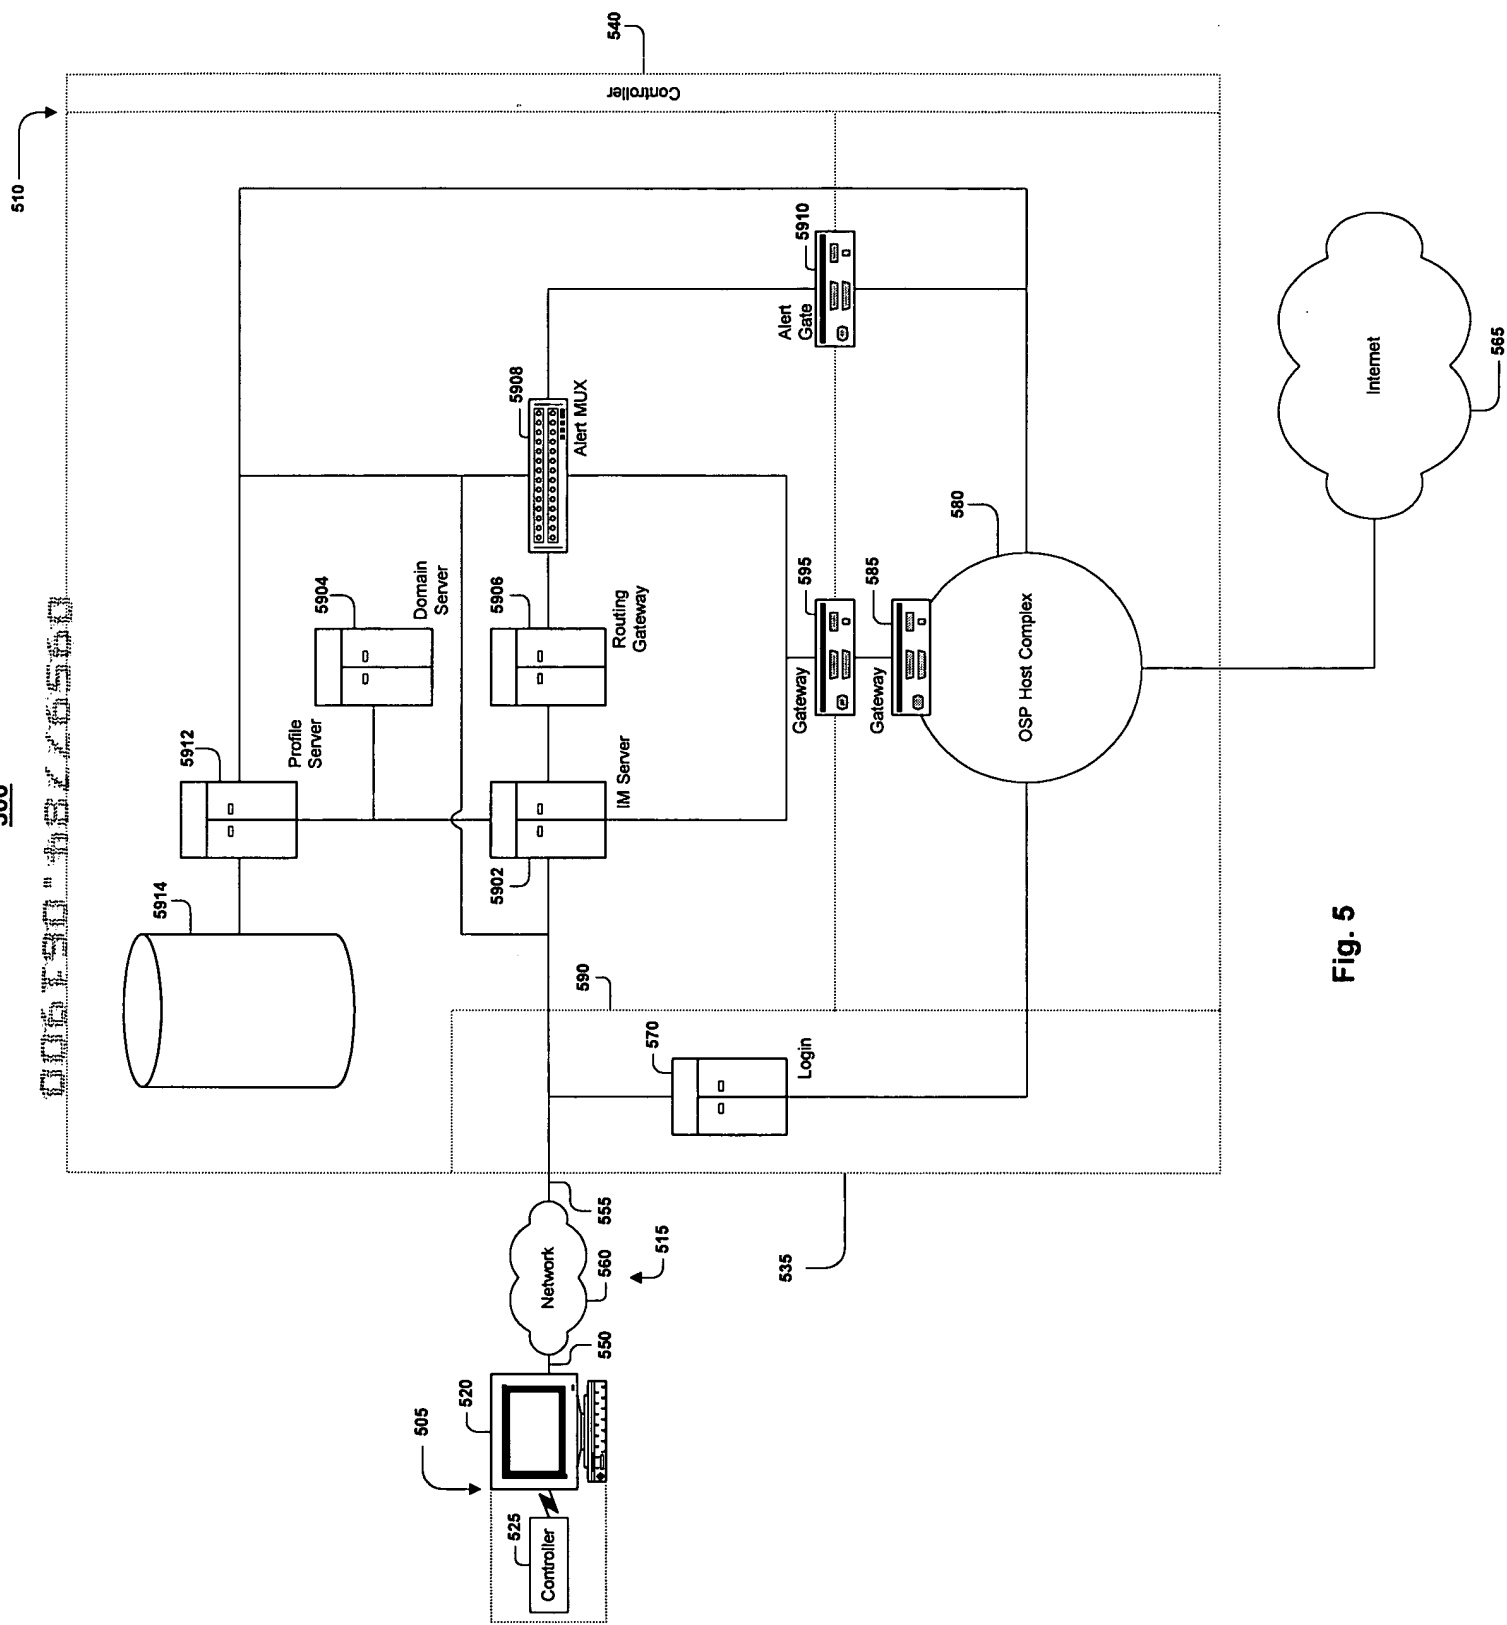 510
5914
5912
Profile
Server
5904
Domain
Server
505
520
525
Controller
550
Network
560
555
515
5902
IM Server
5906
Routing
Gateway
5908
Alert MUX
590
570
Login
535
Gateway
595
Gateway
585
Alert
Gate
5910
580
OSP Host Complex
Controller
540
Internet
565
Fig. 5